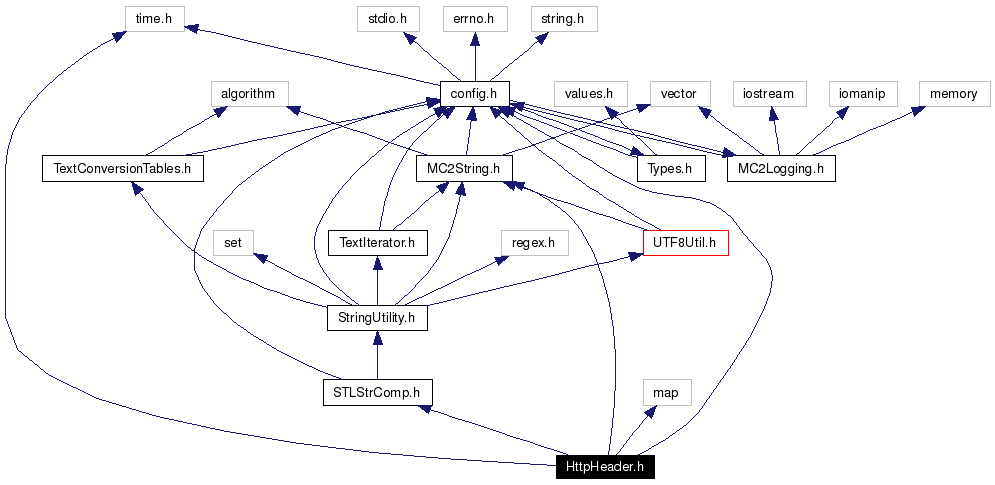 time.h
stdio.h
errno.h
string.h
algorithm
config.h
values.h
vector
iostream
iomanip
memory
TextConversionTables.h
MC2String.h
Types.h
MC2Logging.h
set
TextIterator.h
regex.h
UTF8Util.h
StringUtility.h
STLStrComp.h
map
HttpHeader.h